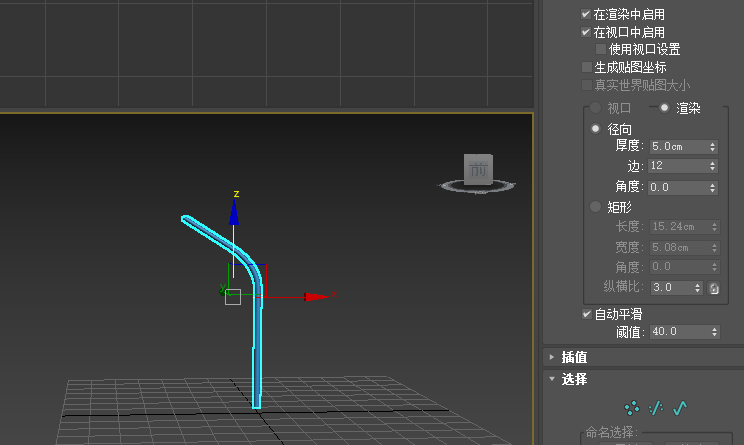 在渲染中启用
在视口中启用
使用视口设置
生成贴图坐标
真实世界贴图大小
视口 渲染
径向
厚度: 5.0cm
边: 12
角度: 0.0
矩形
长度: 15.24cm
宽度: 5.08cm
角度: 0.0
纵横比: 3.0
自动平滑
阈值: 40.0
插值
选择
命名选择:
z
前